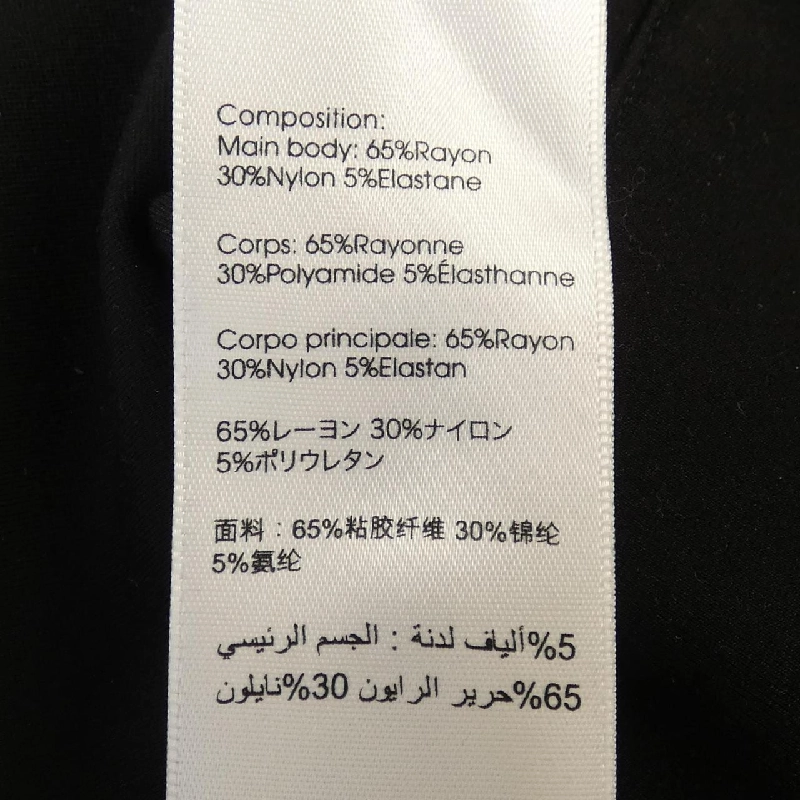 Composition:
Main body: 65%Rayon
30%Nylon 5%Elastane
Corps: 65%Rayonne
30%Polyamide 5%Élasthanne
Corpo principale: 65%Rayon
30%Nylon 5%Elastan
65%レーヨン 30%ナイロン
5%ポリウレタン
面料：65%粘胶纤维 30%锦纶
5%氨纶
5%ألياف لدنة : الجسم الرئيسي
65%حرير الرايون 30%نايلون